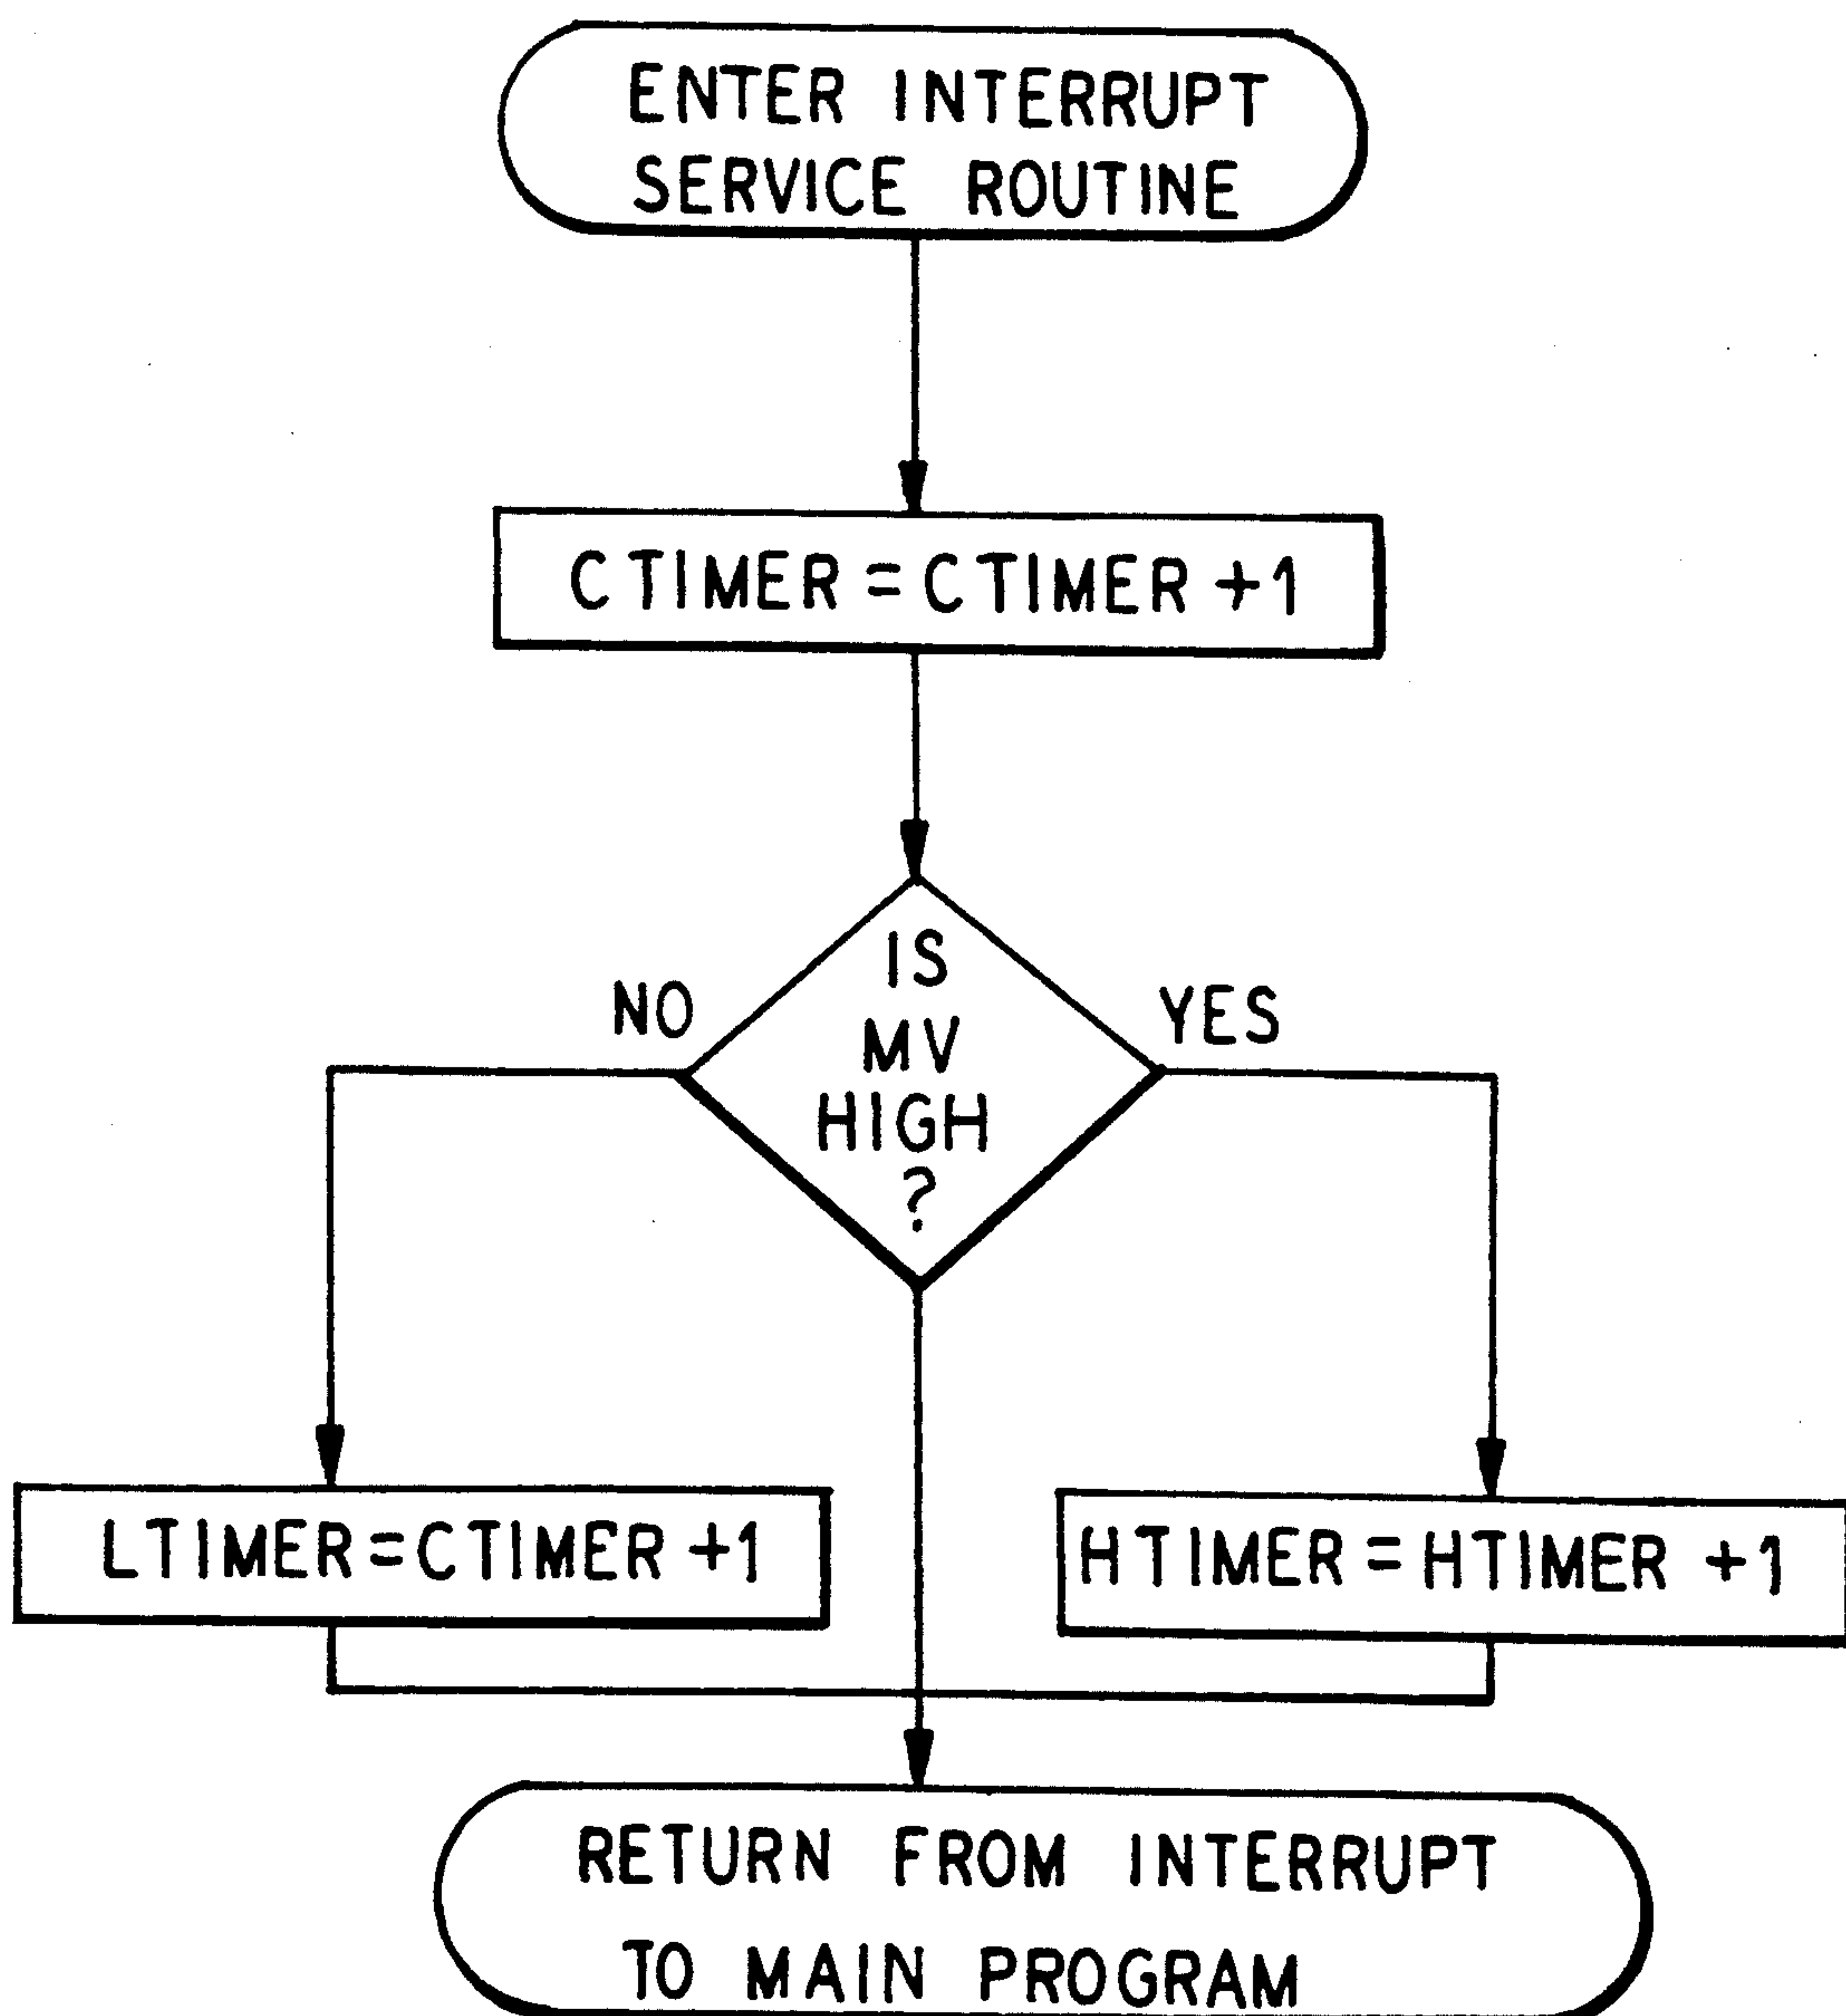 ENTER INTERRUPT
SERVICE ROUTINE
CTIMER = CTIMER +1
IS
MV
HIGH
?
NO
YES
LTIMER = CTIMER +1
HTIMER = HTIMER +1
RETURN FROM INTERRUPT
TO MAIN PROGRAM